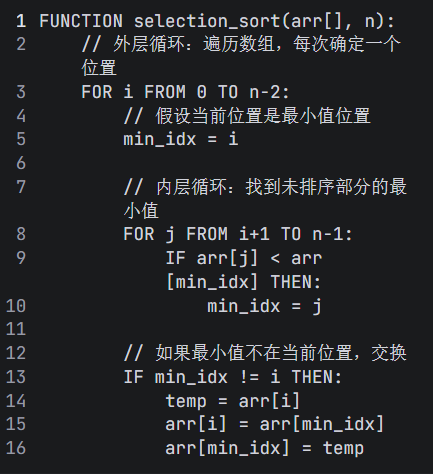 1 FUNCTION selection_sort(arr[], n):
2     // 外层循环：遍历数组，每次确定一个
      位置
3     FOR i FROM 0 TO n-2:
4         // 假设当前位置是最小值位置
5         min_idx = i
6
7         // 内层循环：找到未排序部分的最
          小值
8         FOR j FROM i+1 TO n-1:
9             IF arr[j] < arr
              [min_idx] THEN:
10                min_idx = j
11
12        // 如果最小值不在当前位置，交换
13        IF min_idx != i THEN:
14            temp = arr[i]
15            arr[i] = arr[min_idx]
16            arr[min_idx] = temp